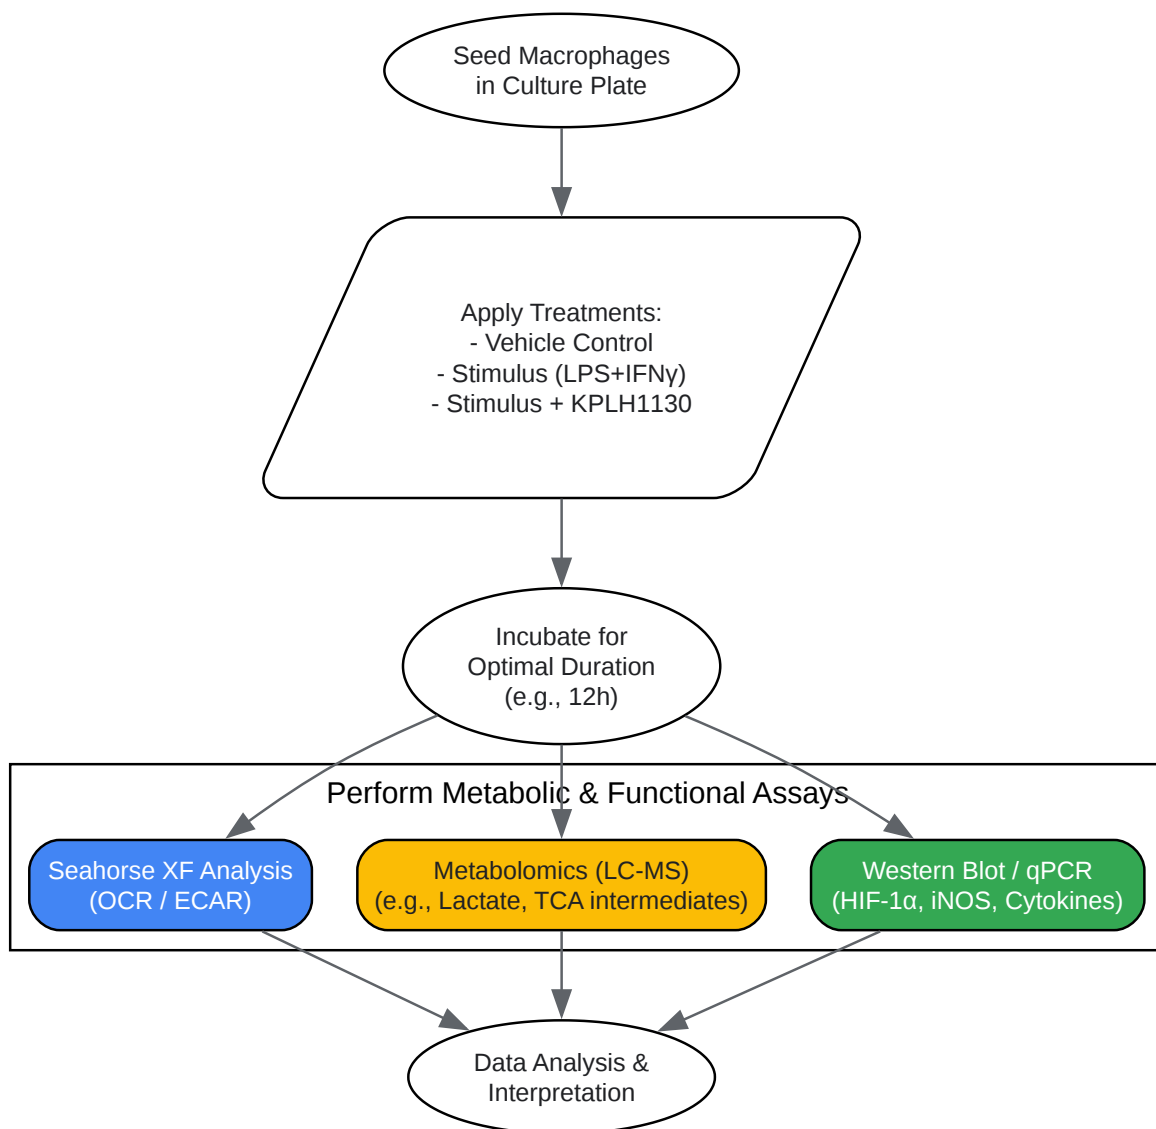 Seed Macrophages
in Culture Plate
Apply Treatments:
- Vehicle Control
- Stimulus (LPS+IFNγ)
- Stimulus + KPLH1130
Incubate for
Optimal Duration
(e.g., 12h)
Perform Metabolic & Functional Assays
Seahorse XF Analysis
(OCR / ECAR)
Metabolomics (LC-MS)
(e.g., Lactate, TCA intermediates)
Western Blot / qPCR
(HIF-1α, iNOS, Cytokines)
Data Analysis &
Interpretation